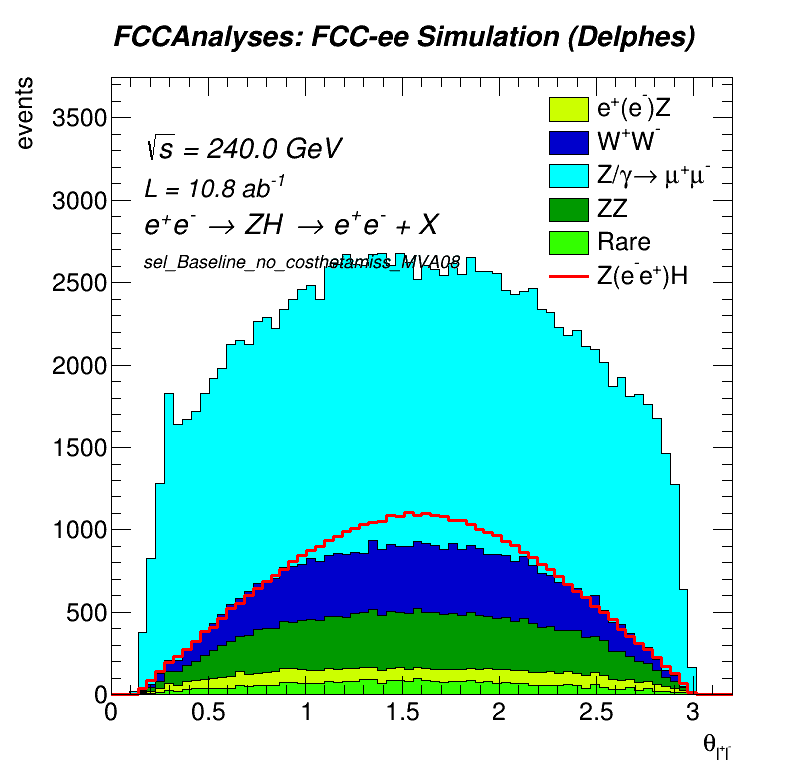 FCCAnalyses: FCC-ee Simulation (Delphes)
events
3500
3000
2500
2000
1500
1000
500
0
√s = 240.0 GeV
L = 10.8 ab⁻¹
e⁺e⁻ → ZH → e⁺e⁻ + X
sel_Baseline_no_costhetamiss_MVA08
e⁺(e⁻)Z
W⁺W⁻
Z/γ→ μ⁺μ⁻
ZZ
Rare
Z(e⁻e⁺)H
0 0.5 1 1.5 2 2.5 3
θ_l⁺l⁻